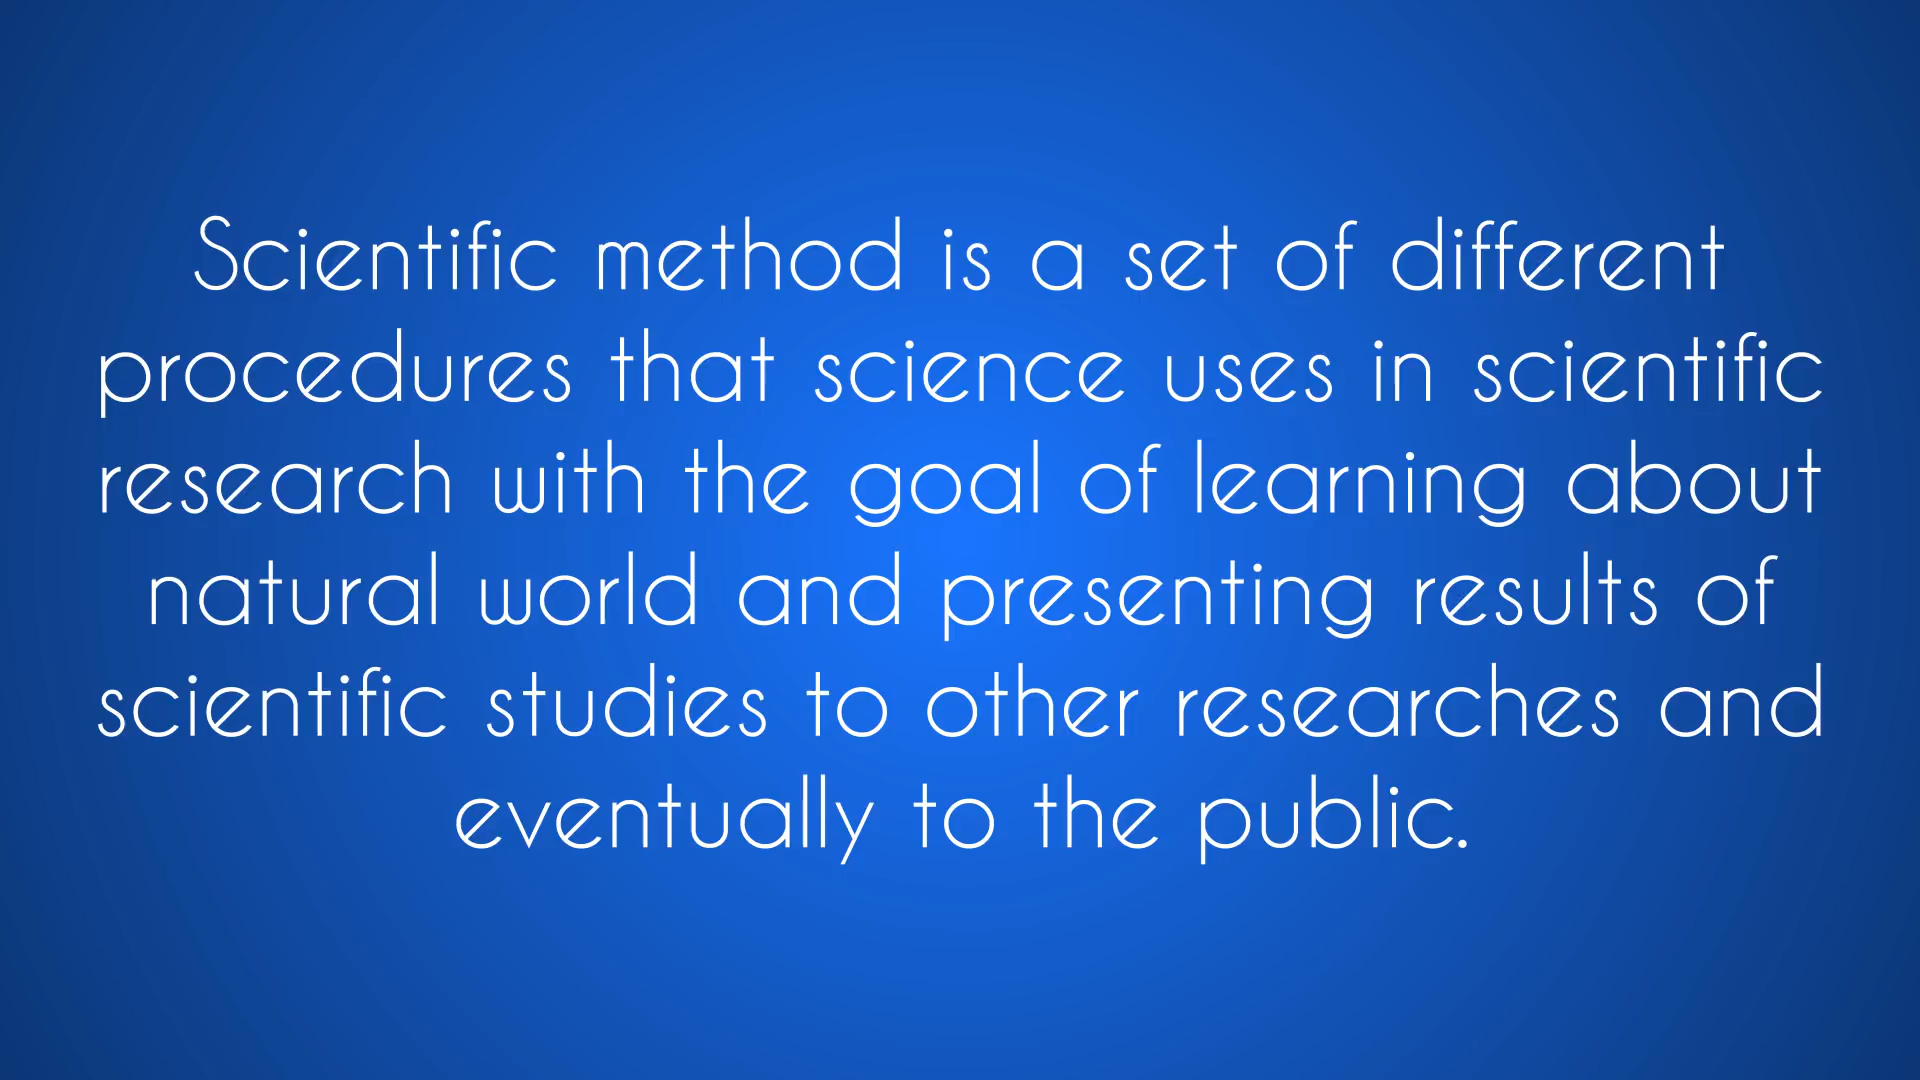 Scientific method is a set of different
procedures that science uses in scientific
research with the goal of learning about
natural world and presenting results of
scientific studies to other researches and
eventually to the public.